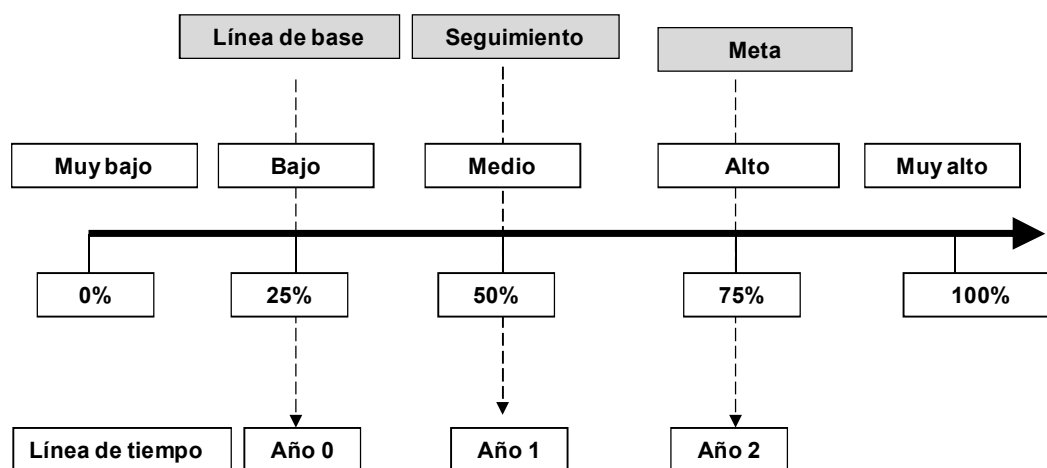 Línea de base
Seguimiento
Meta
Muy bajo
Bajo
Medio
Alto
Muy alto
0%
25%
50%
75%
100%
Línea de tiempo
Año 0
Año 1
Año 2